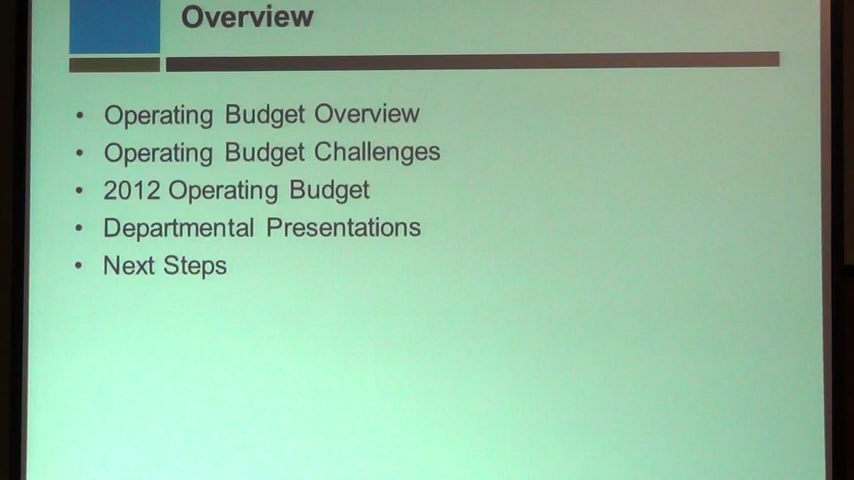 Overview
• Operating Budget Overview
• Operating Budget Challenges
• 2012 Operating Budget
• Departmental Presentations
• Next Steps